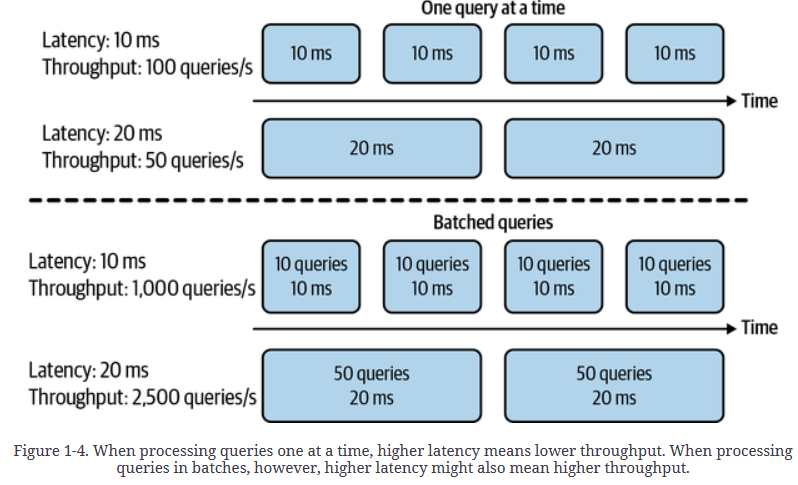 One query at a time
Latency: 10 ms
Throughput: 100 queries/s
10 ms
10 ms
10 ms
10 ms
Time
Latency: 20 ms
Throughput: 50 queries/s
20 ms
20 ms
Batched queries
Latency: 10 ms
Throughput: 1,000 queries/s
10 queries
10 ms
10 queries
10 ms
10 queries
10 ms
10 queries
10 ms
Time
Latency: 20 ms
Throughput: 2,500 queries/s
50 queries
20 ms
50 queries
20 ms
Figure 1-4. When processing queries one at a time, higher latency means lower throughput. When processing
queries in batches, however, higher latency might also mean higher throughput.